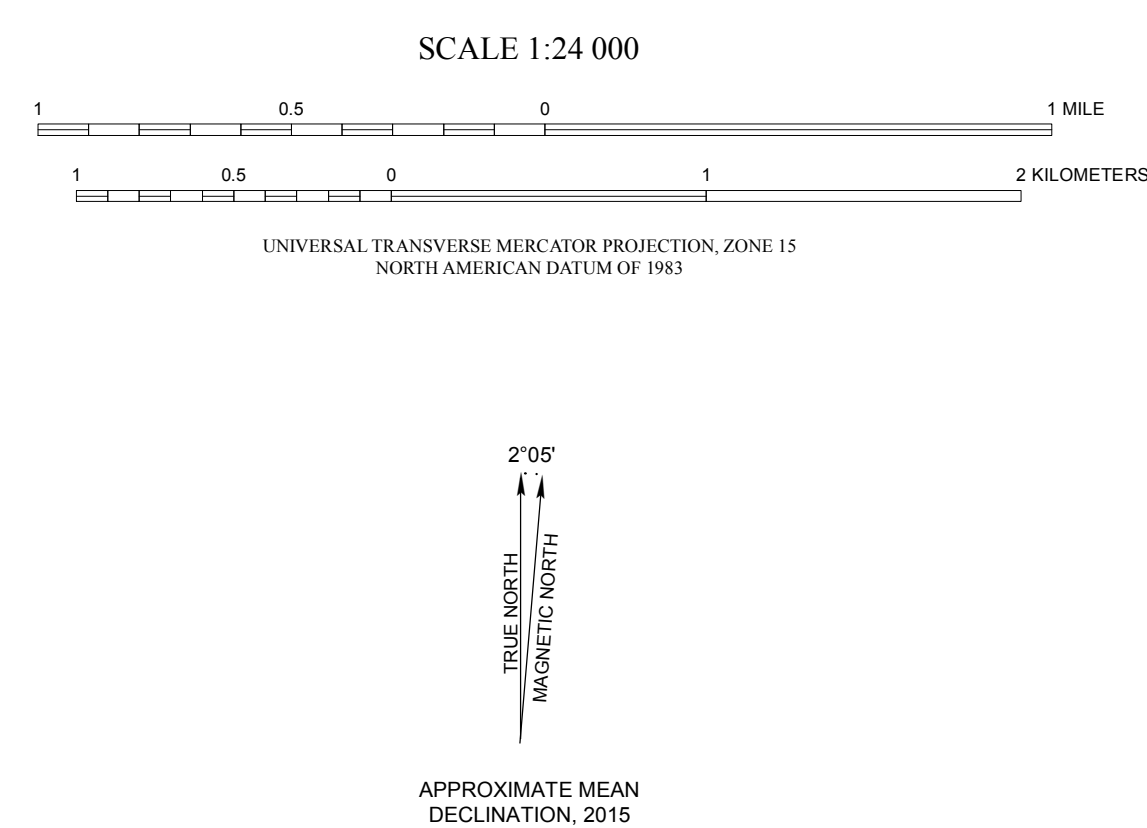 SCALE 1:24 000
1 0.5 0 1 MILE
1 0.5 0 1 2 KILOMETERS
UNIVERSAL TRANSVERSE MERCATOR PROJECTION, ZONE 15
NORTH AMERICAN DATUM OF 1983
2°05'
TRUE NORTH
MAGNETIC NORTH
APPROXIMATE MEAN
DECLINATION, 2015